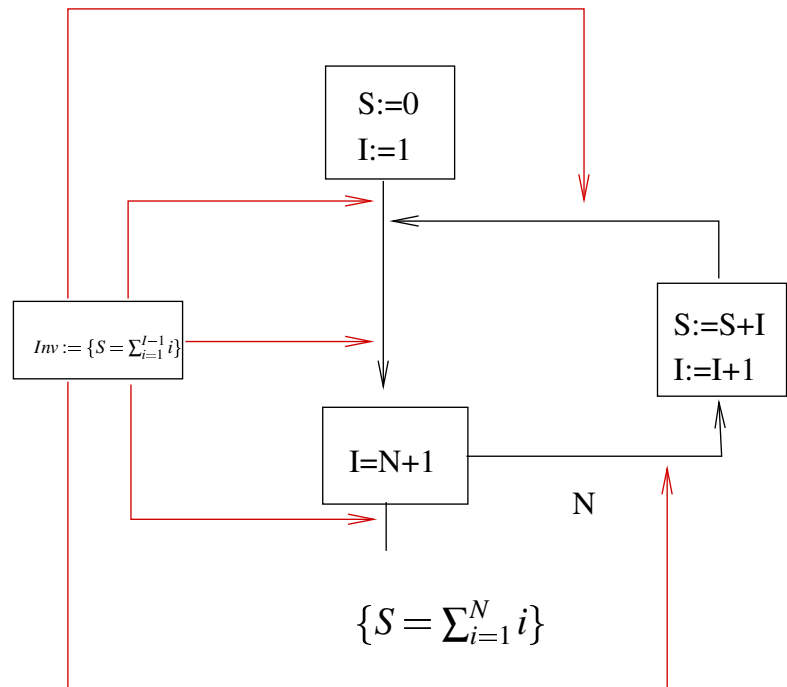 S:=0
I:=1
Inv := {S = ∑_{i=1}^{I−1} i}
S:=S+I
I:=I+1
I=N+1
N
{S = ∑_{i=1}^{N} i}